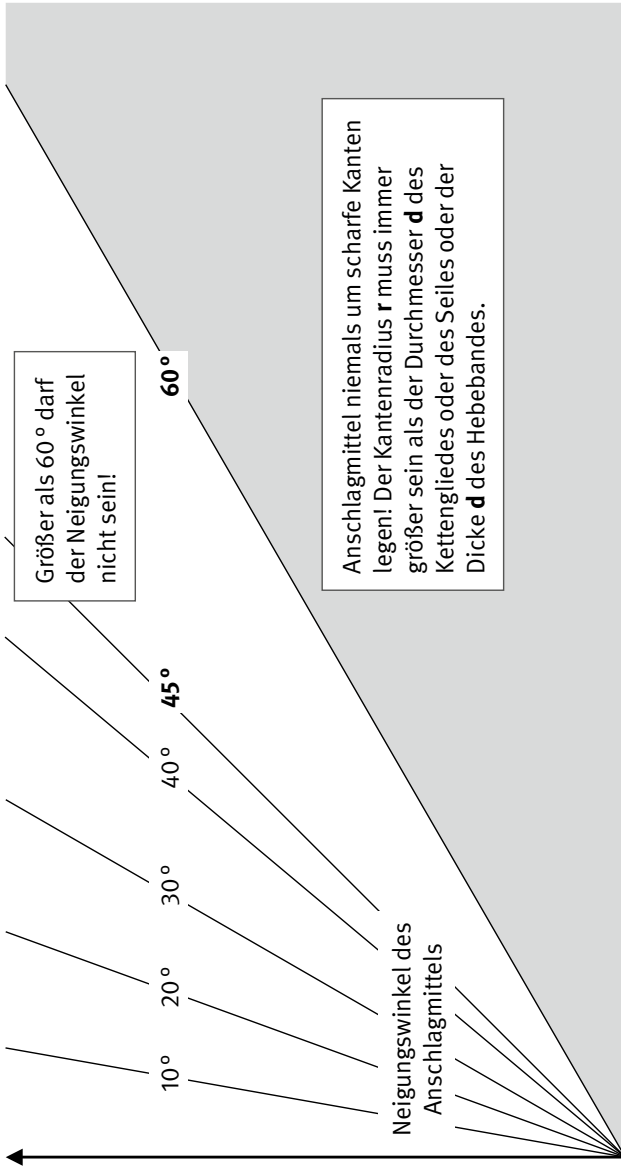 Größer als 60° darf
der Neigungswinkel
nicht sein!
10°
20°
30°
40°
45°
60°
Neigungswinkel des
Anschlagmittels
Anschlagmittel niemals um scharfe Kanten
legen! Der Kantenradius r muss immer
größer sein als der Durchmesser d des
Kettengliedes oder des Seiles oder der
Dicke d des Hebebandes.